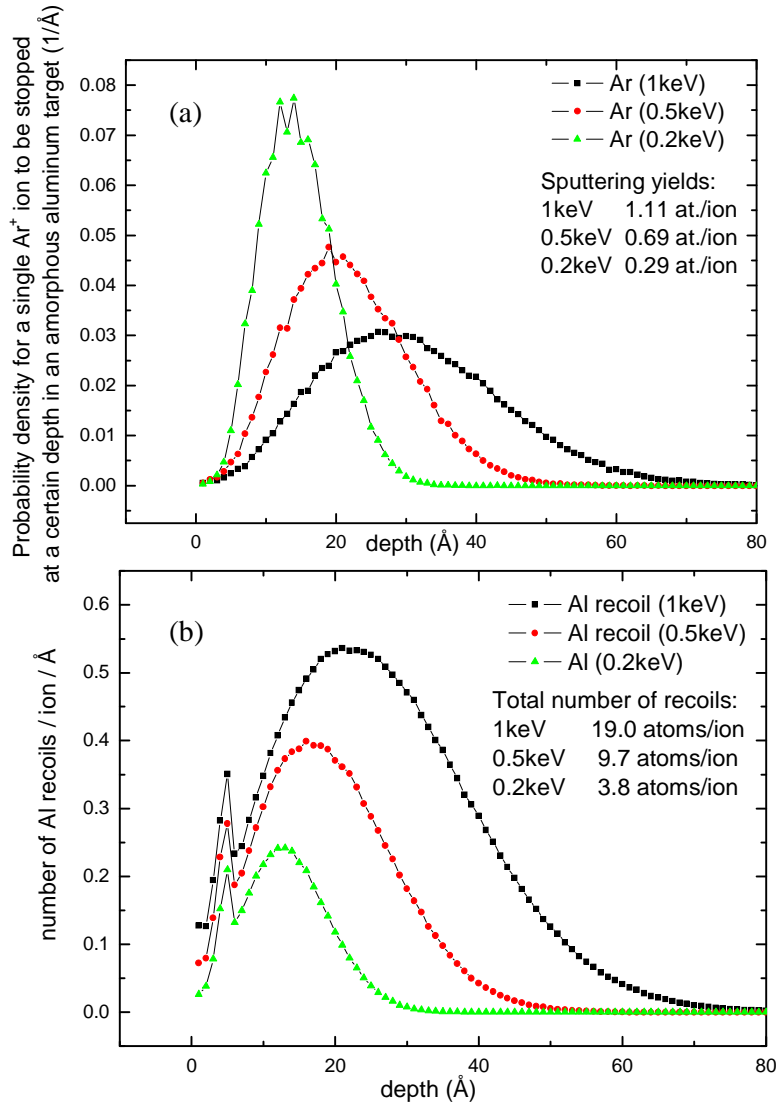 Probability density for a single Ar⁺ ion to be stopped
at a certain depth in an amorphous aluminum target (1/Å)
0.08
0.07
0.06
0.05
0.04
0.03
0.02
0.01
0.00
(a)
Ar (1keV)
Ar (0.5keV)
Ar (0.2keV)
Sputtering yields:
1keV 1.11 at./ion
0.5keV 0.69 at./ion
0.2keV 0.29 at./ion
0 20 40 60 80
depth (Å)
number of Al recoils / ion / Å
0.6
0.5
0.4
0.3
0.2
0.1
0.0
(b)
Al recoil (1keV)
Al recoil (0.5keV)
Al (0.2keV)
Total number of recoils:
1keV 19.0 atoms/ion
0.5keV 9.7 atoms/ion
0.2keV 3.8 atoms/ion
0 20 40 60 80
depth (Å)